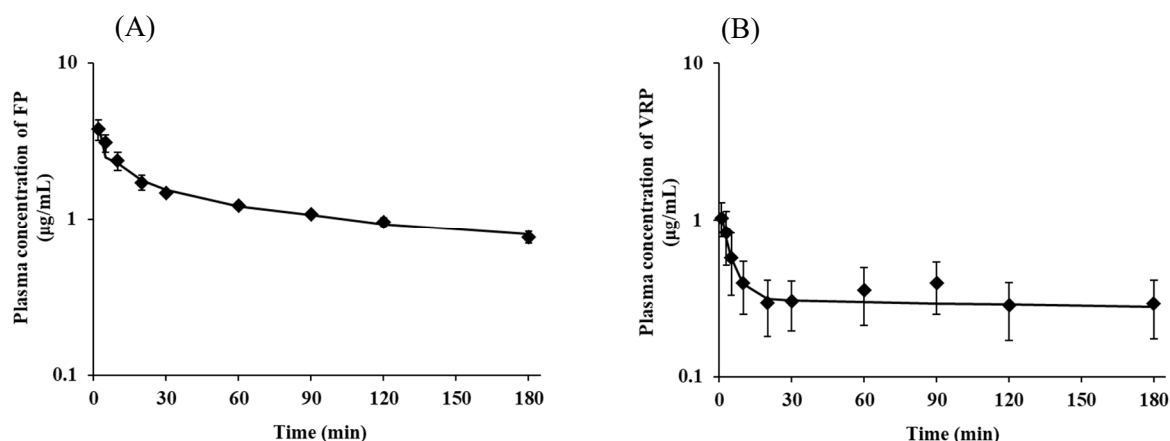 (A)
10
1
0.1
0
30
60
90
120
150
180
Time (min)
Plasma concentration of FP
(µg/mL)
(B)
10
1
0.1
0
30
60
90
120
150
180
Time (min)
Plasma concentration of VRP
(µg/mL)